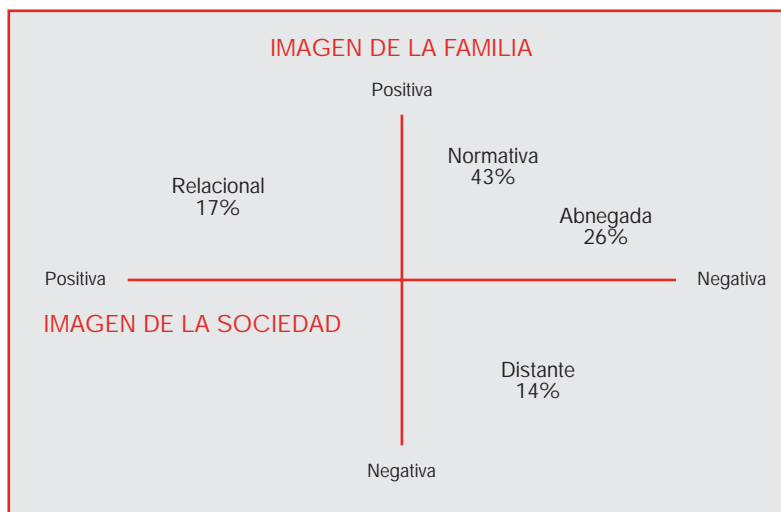 IMAGEN DE LA FAMILIA
Positiva
Normativa
43%
Relacional
17%
Abnegada
26%
Positiva
Negativa
IMAGEN DE LA SOCIEDAD
Distante
14%
Negativa